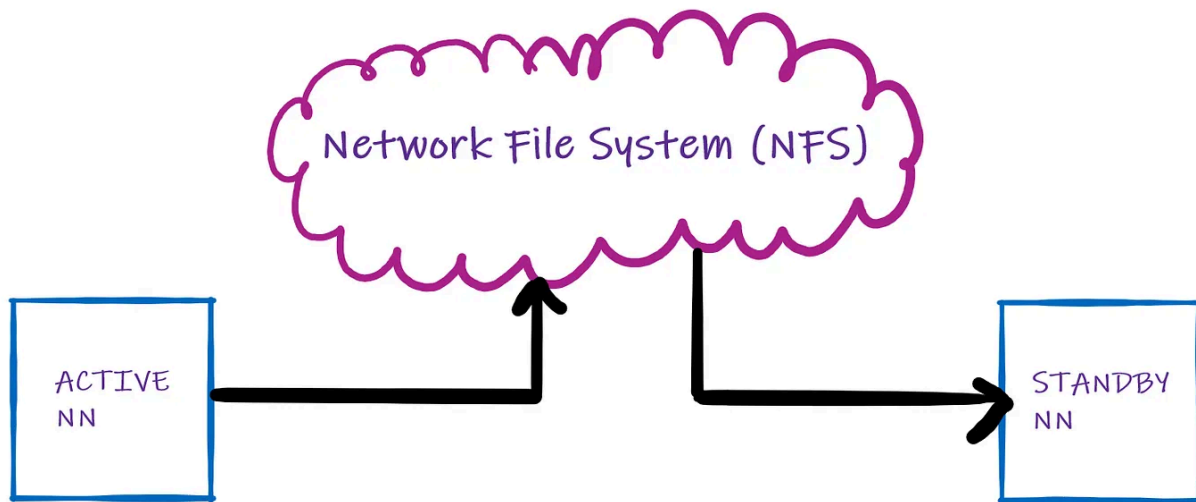 Network File System (NFS)
ACTIVE
NN
STANDBY
NN